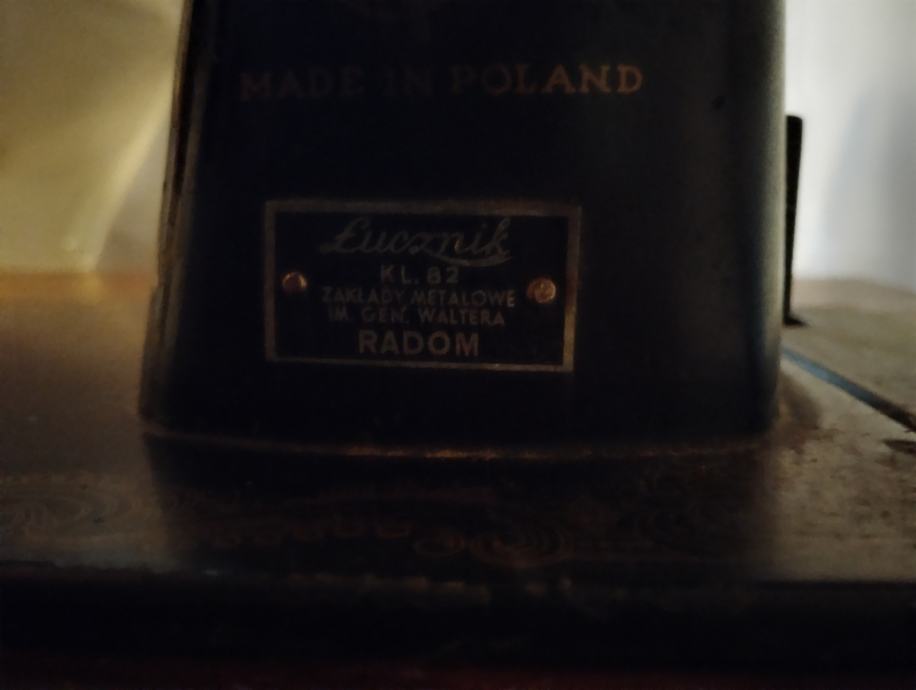 MADE IN POLAND
Łucznik
KL. 82
ZAKŁADY METALOWE
IM. GEN. WALTERA
RADOM